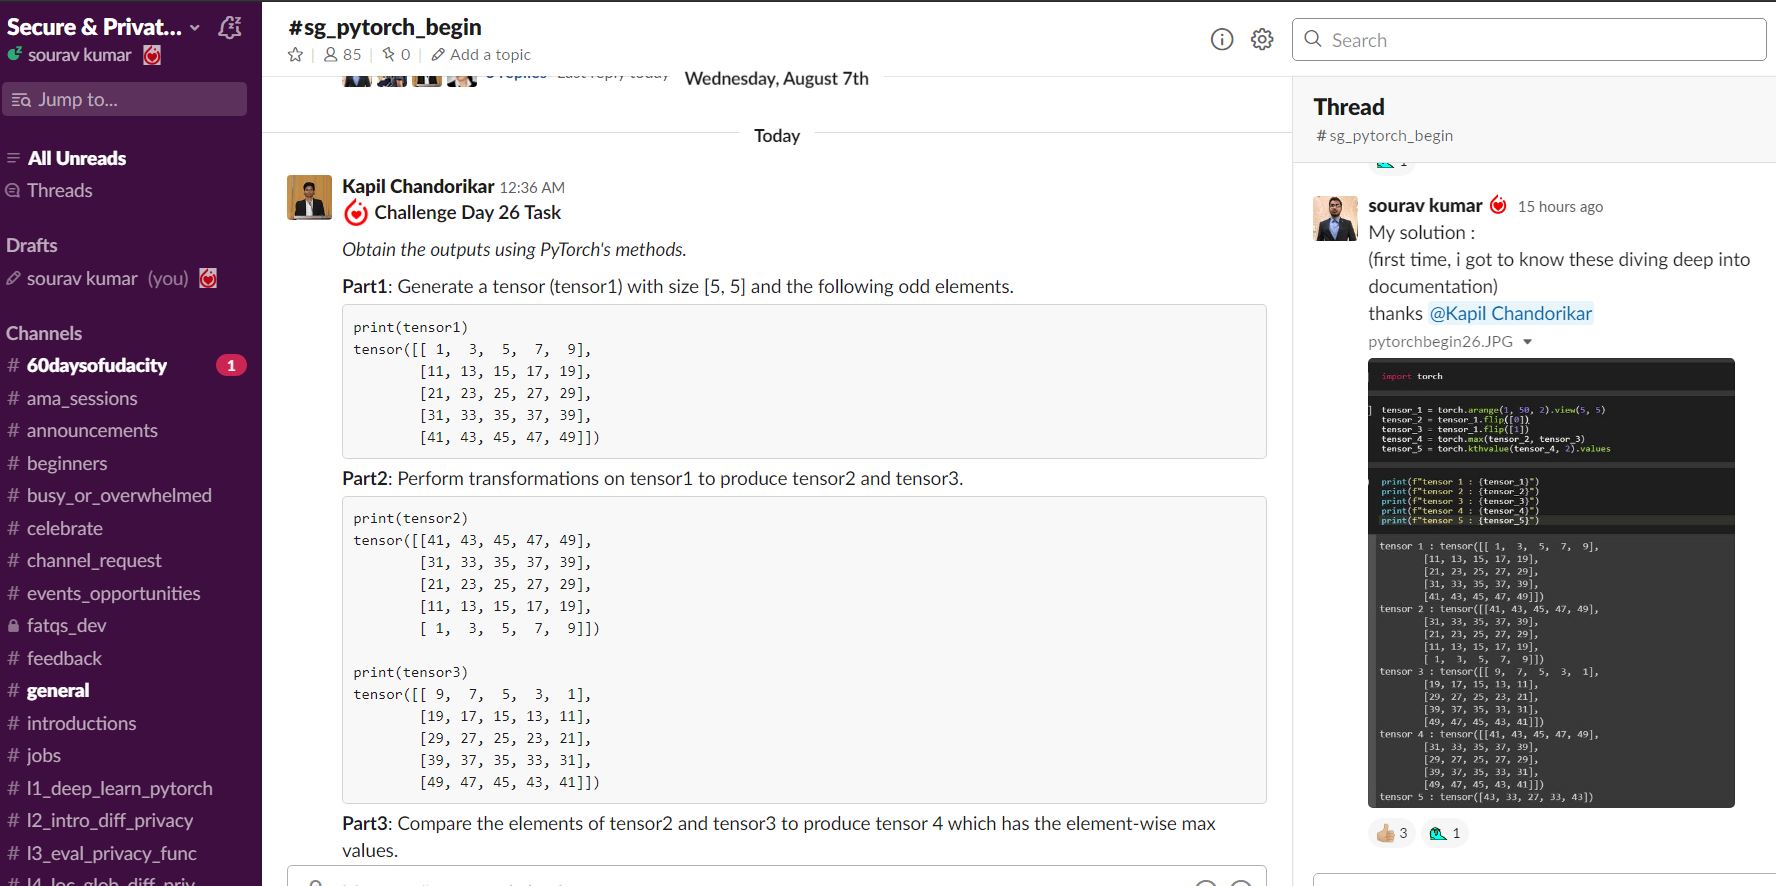 Secure & Privat...
sourav kumar
Jump to...
All Unreads
Threads
Drafts
sourav kumar (you)
Channels
# 60daysofudacity 1
# ama_sessions
# announcements
# beginners
# busy_or_overwhelmed
# celebrate
# channel_request
# events_opportunities
fatqs_dev
# feedback
# general
# introductions
# jobs
# l1_deep_learn_pytorch
# l2_intro_diff_privacy
# l3_eval_privacy_func
# l4_loc_glob_diff_priv
#sg_pytorch_begin
85 | 0 | Add a topic
Search
Last reply today
Wednesday, August 7th
Today
Kapil Chandorikar 12:36 AM
Challenge Day 26 Task
Obtain the outputs using PyTorch's methods.
Part1: Generate a tensor (tensor1) with size [5, 5] and the following odd elements.
print(tensor1)
tensor([[ 1,  3,  5,  7,  9],
[11, 13, 15, 17, 19],
[21, 23, 25, 27, 29],
[31, 33, 35, 37, 39],
[41, 43, 45, 47, 49]])
Part2: Perform transformations on tensor1 to produce tensor2 and tensor3.
print(tensor2)
tensor([[41, 43, 45, 47, 49],
[31, 33, 35, 37, 39],
[21, 23, 25, 27, 29],
[11, 13, 15, 17, 19],
[ 1,  3,  5,  7,  9]])
print(tensor3)
tensor([[ 9,  7,  5,  3,  1],
[19, 17, 15, 13, 11],
[29, 27, 25, 23, 21],
[39, 37, 35, 33, 31],
[49, 47, 45, 43, 41]])
Part3: Compare the elements of tensor2 and tensor3 to produce tensor 4 which has the element-wise max
values.
Thread
# sg_pytorch_begin
1
sourav kumar 15 hours ago
My solution :
(first time, i got to know these diving deep into
documentation)
thanks @Kapil Chandorikar
pytorchbegin26.JPG
import torch
tensor_1 = torch.arange(1, 50, 2).view(5, 5)
tensor_2 = tensor_1.flip([0])
tensor_3 = tensor_1.flip([1])
tensor_4 = torch.max(tensor_2, tensor_3)
tensor_5 = torch.kthvalue(tensor_4, 2).values
print(f"tensor 1 : {tensor_1}")
print(f"tensor 2 : {tensor_2}")
print(f"tensor 3 : {tensor_3}")
print(f"tensor 4 : {tensor_4}")
print(f"tensor 5 : {tensor_5}")
tensor 1 : tensor([[ 1,  3,  5,  7,  9],
[11, 13, 15, 17, 19],
[21, 23, 25, 27, 29],
[31, 33, 35, 37, 39],
[41, 43, 45, 47, 49]])
tensor 2 : tensor([[41, 43, 45, 47, 49],
[31, 33, 35, 37, 39],
[21, 23, 25, 27, 29],
[11, 13, 15, 17, 19],
[ 1,  3,  5,  7,  9]])
tensor 3 : tensor([[ 9,  7,  5,  3,  1],
[19, 17, 15, 13, 11],
[29, 27, 25, 23, 21],
[39, 37, 35, 33, 31],
[49, 47, 45, 43, 41]])
tensor 4 : tensor([[41, 43, 45, 47, 49],
[31, 33, 35, 37, 39],
[29, 27, 25, 27, 29],
[39, 37, 35, 33, 31],
[49, 47, 45, 43, 41]])
tensor 5 : tensor([43, 33, 27, 33, 43])
3 1